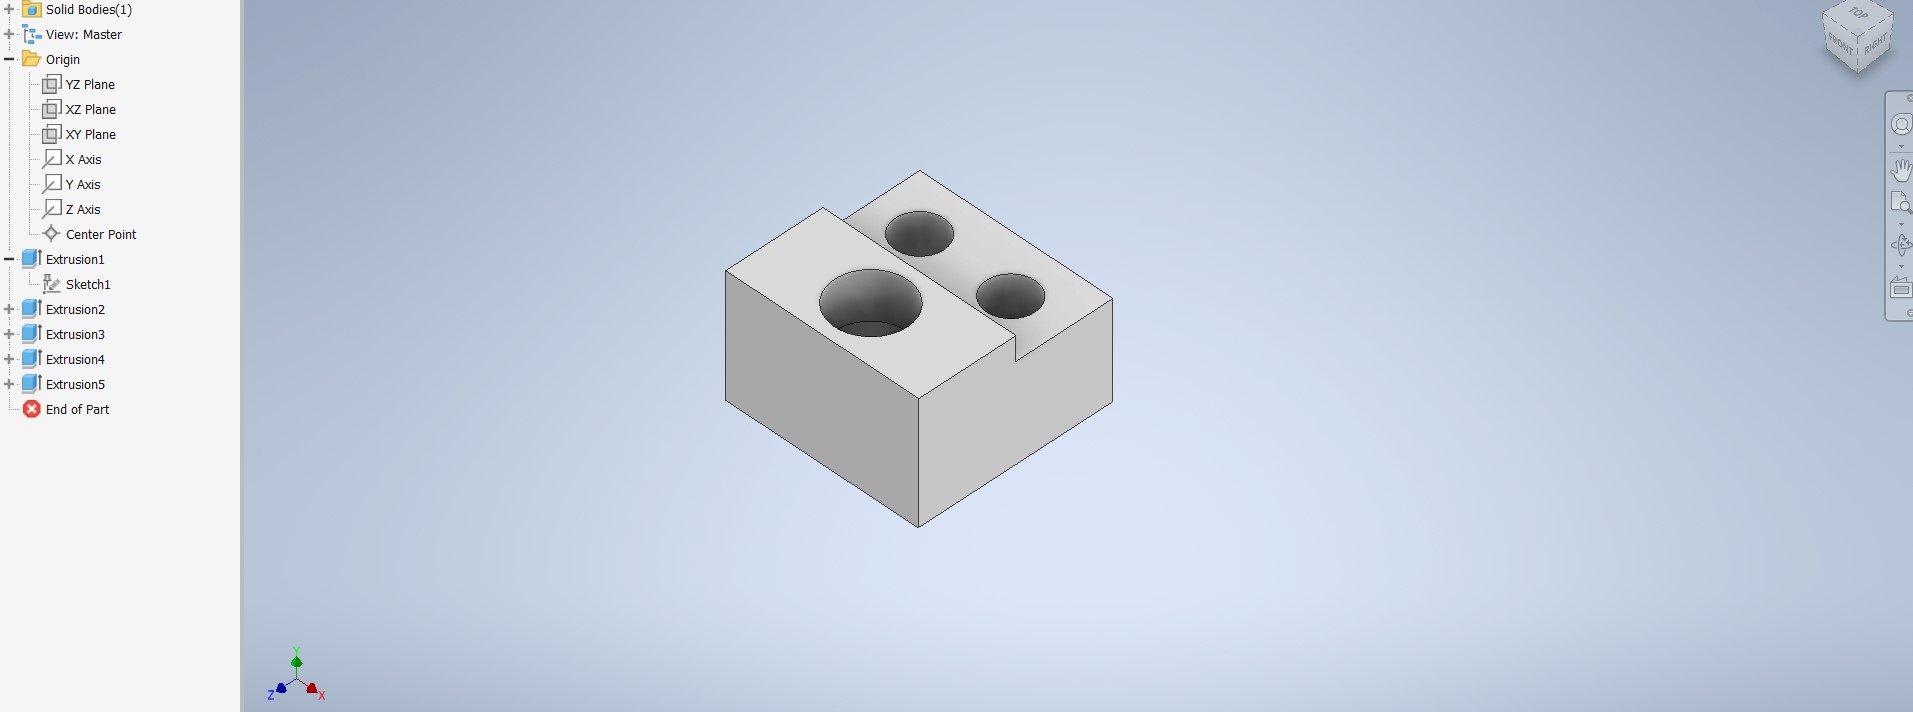 Solid Bodies(1)
View: Master
Origin
YZ Plane
XZ Plane
XY Plane
X Axis
Y Axis
Z Axis
Center Point
Extrusion1
Sketch1
Extrusion2
Extrusion3
Extrusion4
Extrusion5
End of Part
TOP
FRONT
RIGHT
Y
Z
X